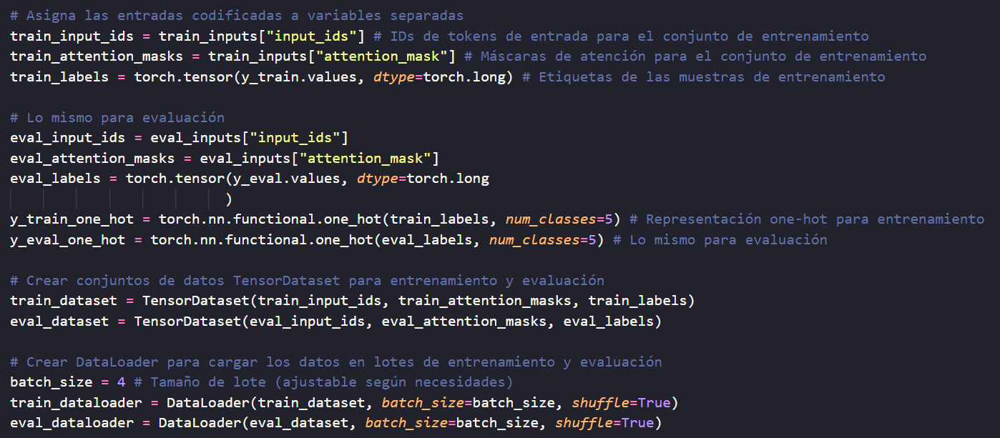 # Asigna las entradas codificadas a variables separadas
train_input_ids = train_inputs["input_ids"] # IDs de tokens de entrada para el conjunto de entrenamiento
train_attention_masks = train_inputs["attention_mask"] # Máscaras de atención para el conjunto de entrenamiento
train_labels = torch.tensor(y_train.values, dtype=torch.long) # Etiquetas de las muestras de entrenamiento
# Lo mismo para evaluación
eval_input_ids = eval_inputs["input_ids"]
eval_attention_masks = eval_inputs["attention_mask"]
eval_labels = torch.tensor(y_eval.values, dtype=torch.long
)
y_train_one_hot = torch.nn.functional.one_hot(train_labels, num_classes=5) # Representación one-hot para entrenamiento
y_eval_one_hot = torch.nn.functional.one_hot(eval_labels, num_classes=5) # Lo mismo para evaluación
# Crear conjuntos de datos TensorDataset para entrenamiento y evaluación
train_dataset = TensorDataset(train_input_ids, train_attention_masks, train_labels)
eval_dataset = TensorDataset(eval_input_ids, eval_attention_masks, eval_labels)
# Crear DataLoader para cargar los datos en lotes de entrenamiento y evaluación
batch_size = 4 # Tamaño de lote (ajustable según necesidades)
train_dataloader = DataLoader(train_dataset, batch_size=batch_size, shuffle=True)
eval_dataloader = DataLoader(eval_dataset, batch_size=batch_size, shuffle=True)